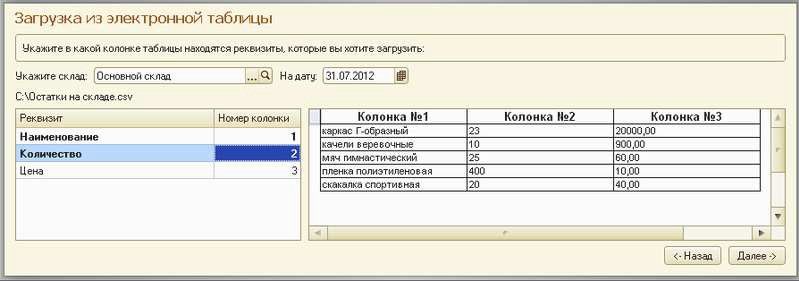 Загрузка из электронной таблицы
Укажите в какой колонке таблицы находятся реквизиты, которые вы хотите загрузить:
Укажите склад: Основной склад ... На дату: 31.07.2012
C:\Остатки на складе.csv
Реквизит Номер колонки
Наименование 1
Количество 2
Цена 3
Колонка №1 Колонка №2 Колонка №3
каркас Г-образный 23 20000,00
качели веревочные 10 900,00
мяч гимнастический 25 60,00
пленка полиэтиленовая 400 10,00
скакалка спортивная 20 40,00
<- Назад Далее ->